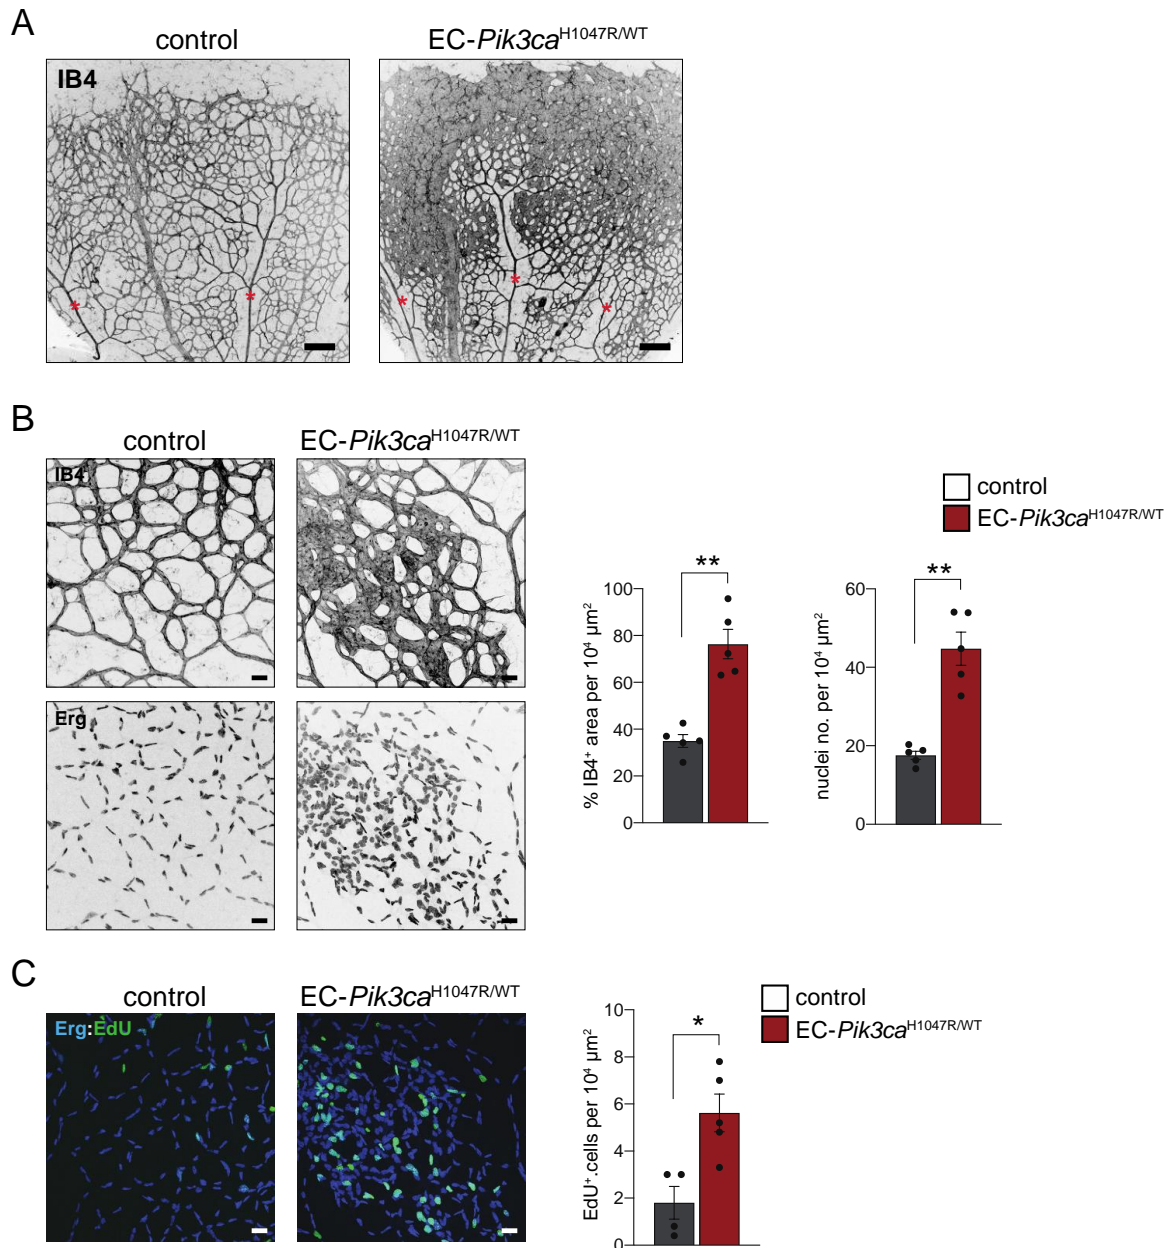 A
control
EC-Pik3caH1047R/WT
IB4
*
*
*
*
*
B
control
EC-Pik3caH1047R/WT
IB4
Erg
control
EC-Pik3caH1047R/WT
% IB4+ area per 10⁴ µm²
100
80
60
40
20
0
**
nuclei no. per 10⁴ µm²
60
40
20
0
**
C
control
EC-Pik3caH1047R/WT
Erg:EdU
EdU+.cells per 10⁴ µm²
10
8
6
4
2
0
*
control
EC-Pik3caH1047R/WT